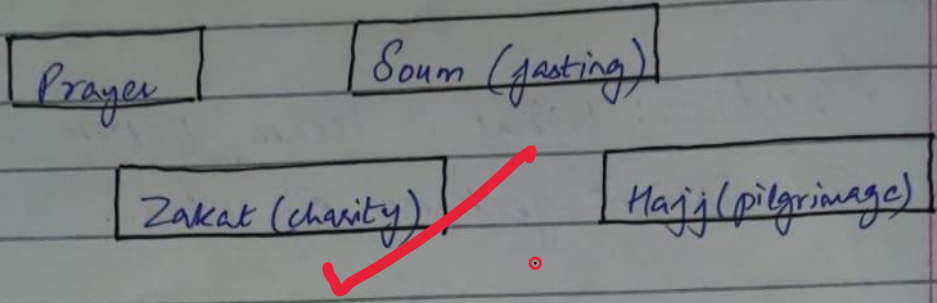 Prayer
Soum (fasting)
Zakat (charity)
Hajj (pilgrimage)